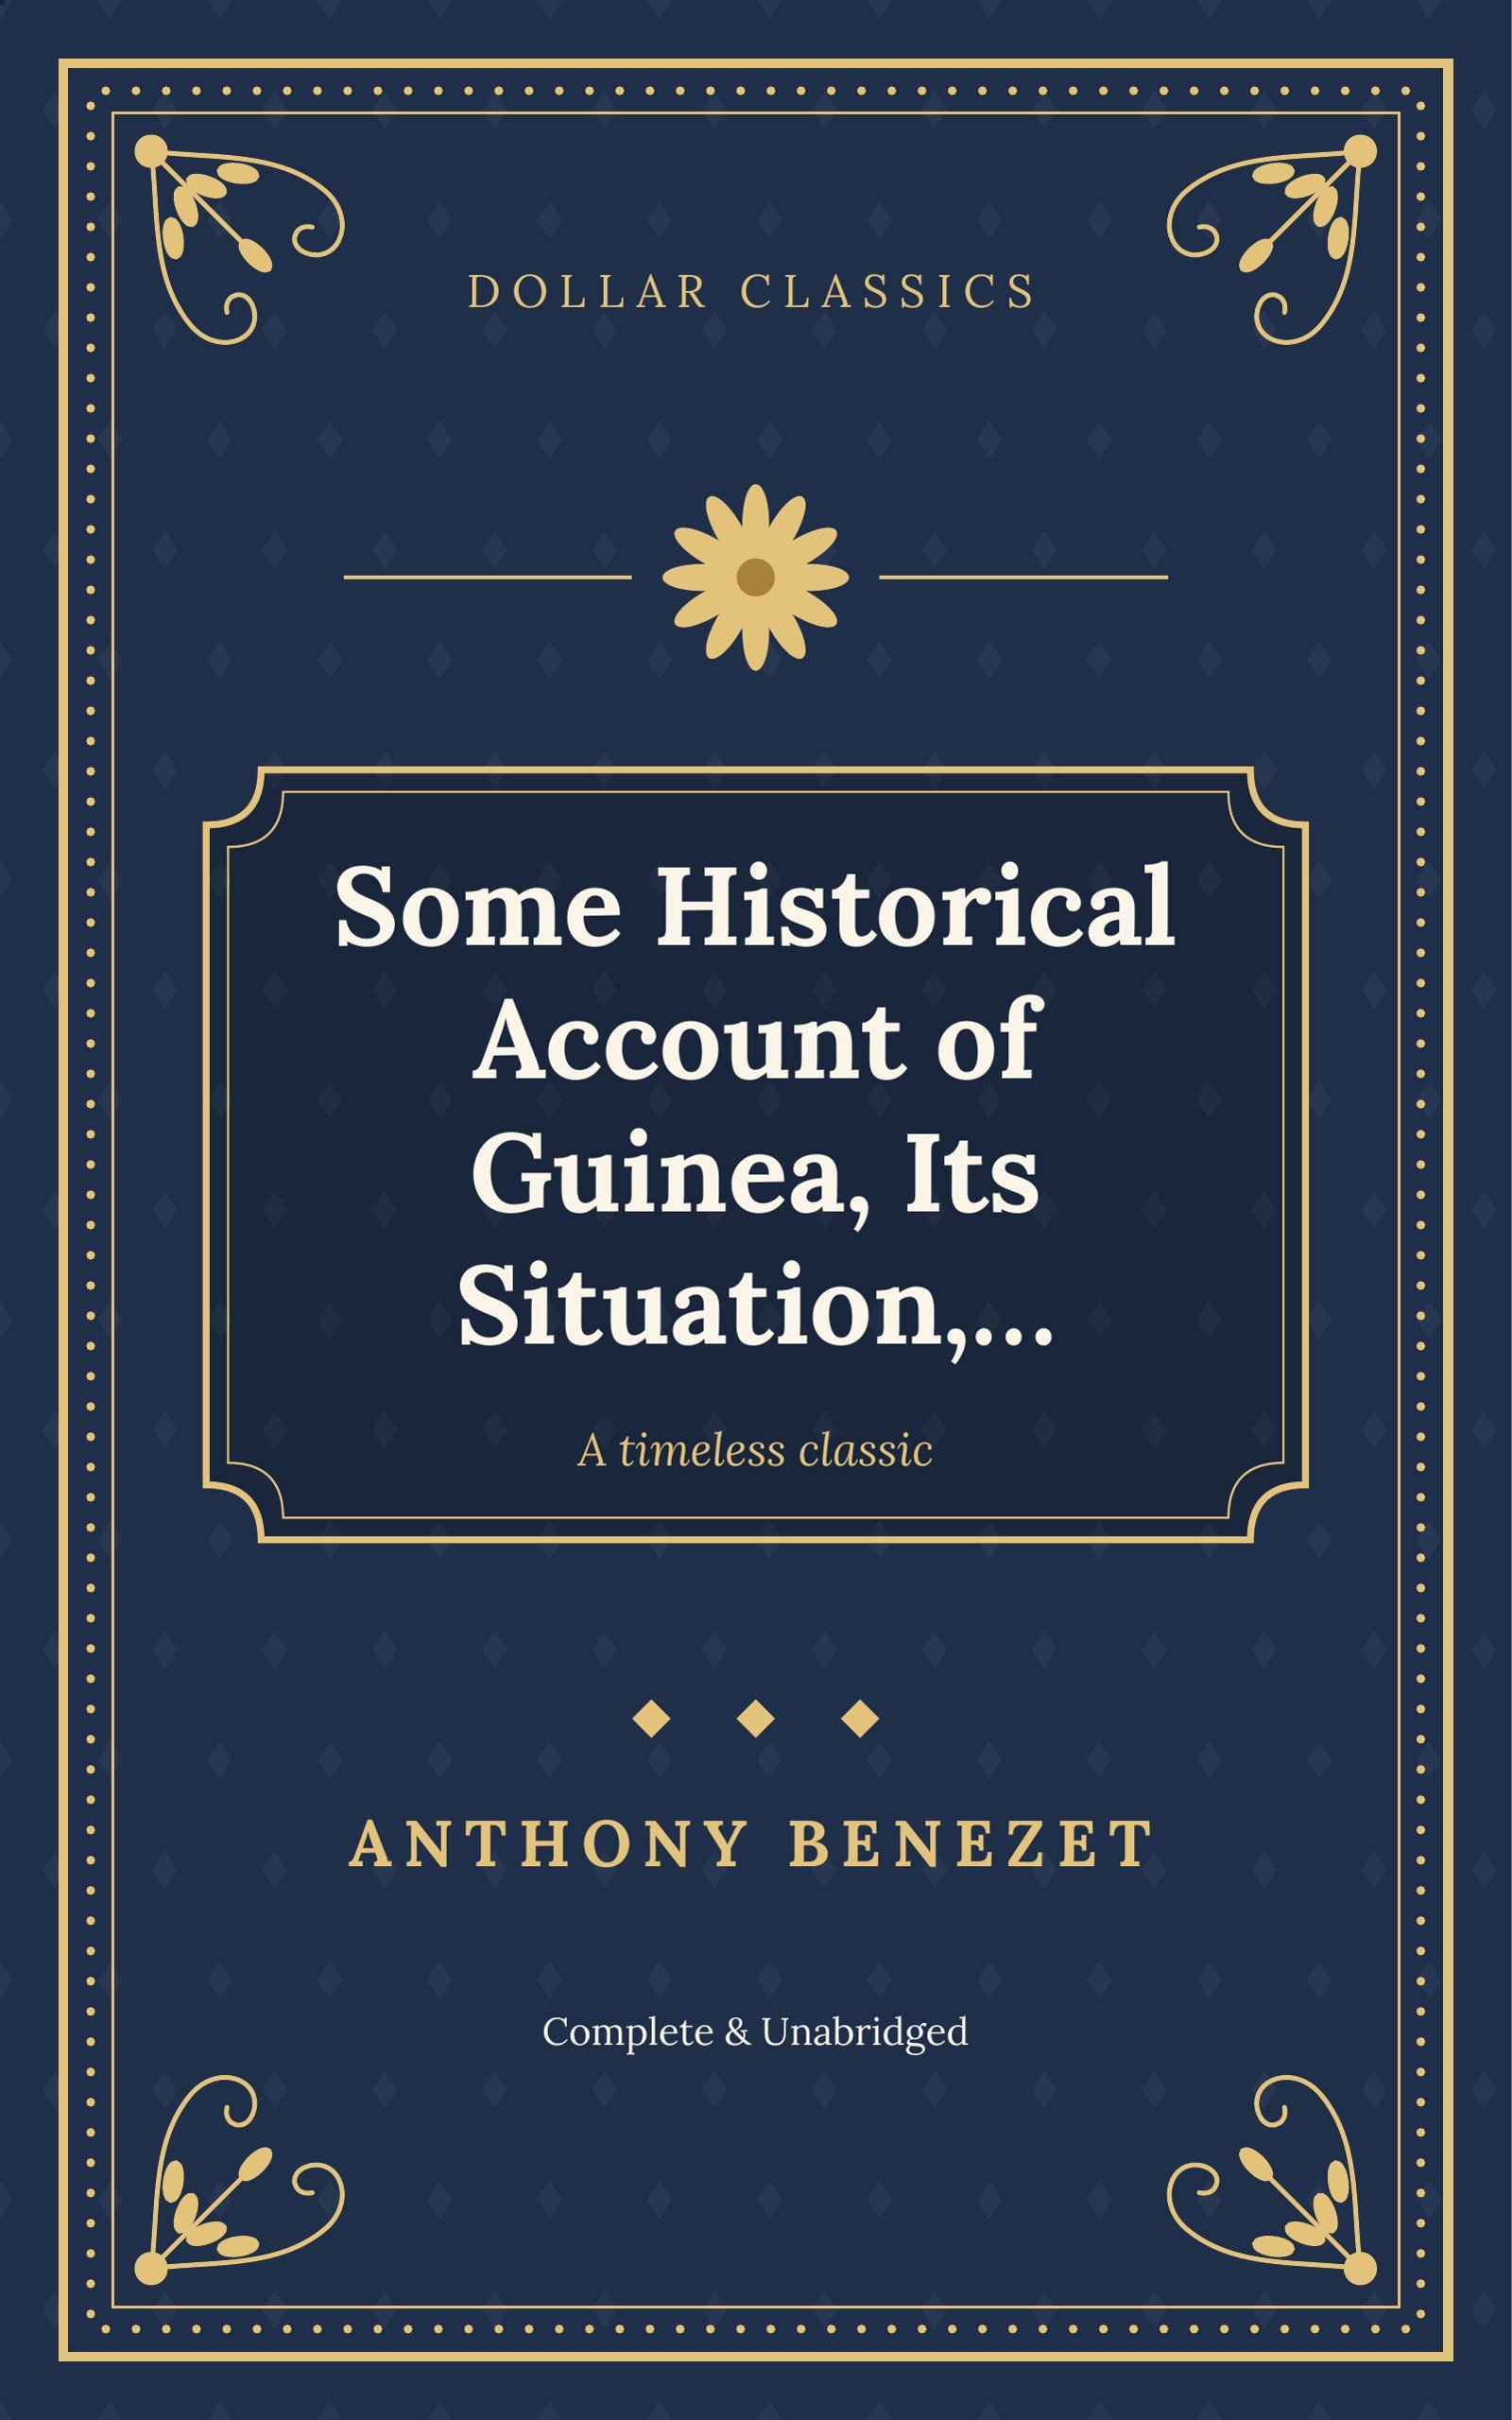 DOLLAR CLASSICS
Some Historical
Account of
Guinea, Its
Situation,...
A timeless classic
ANTHONY BENEZET
Complete & Unabridged